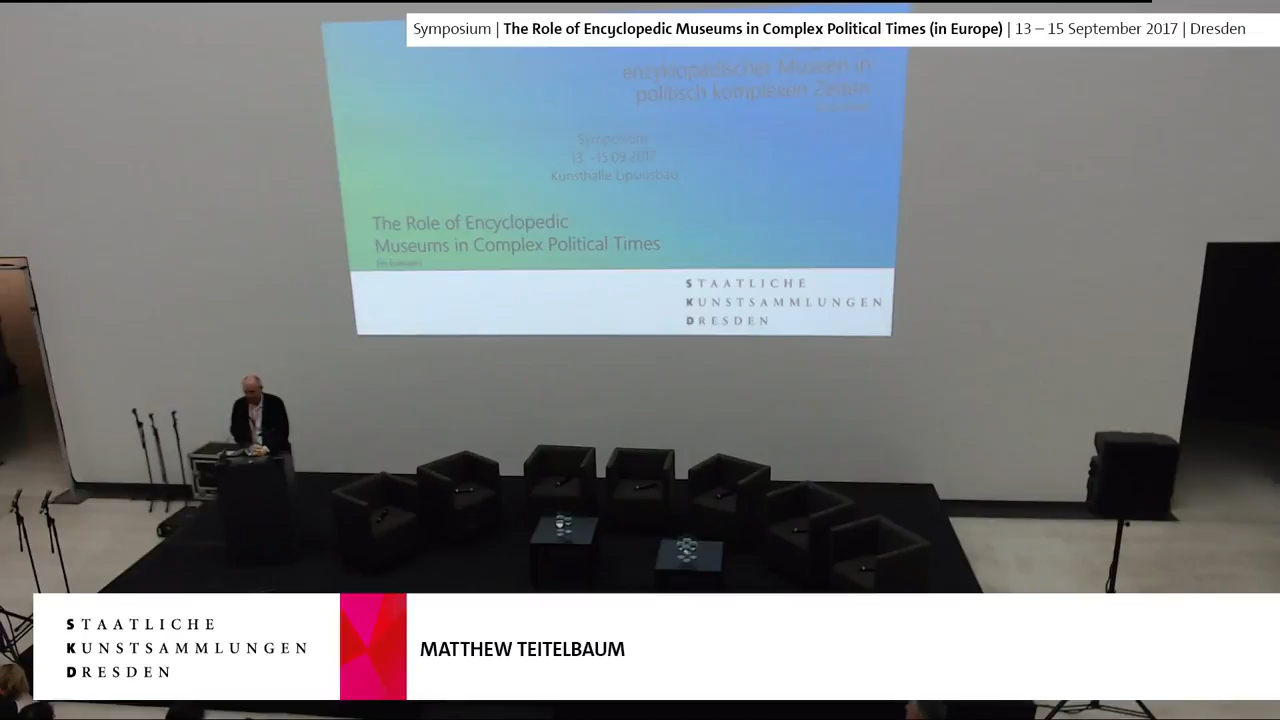 Symposium | The Role of Encyclopedic Museums in Complex Political Times (in Europe) | 13 – 15 September 2017 | Dresden
enzyklopädischer Museen in
politisch komplexen Zeiten
Symposium
13. -15.09.2017
Kunsthalle Lipsiusbau
The Role of Encyclopedic
Museums in Complex Political Times
(in Europe)
STAATLICHE
KUNSTSAMMLUNGEN
DRESDEN
STAATLICHE
KUNSTSAMMLUNGEN
DRESDEN
MATTHEW TEITELBAUM